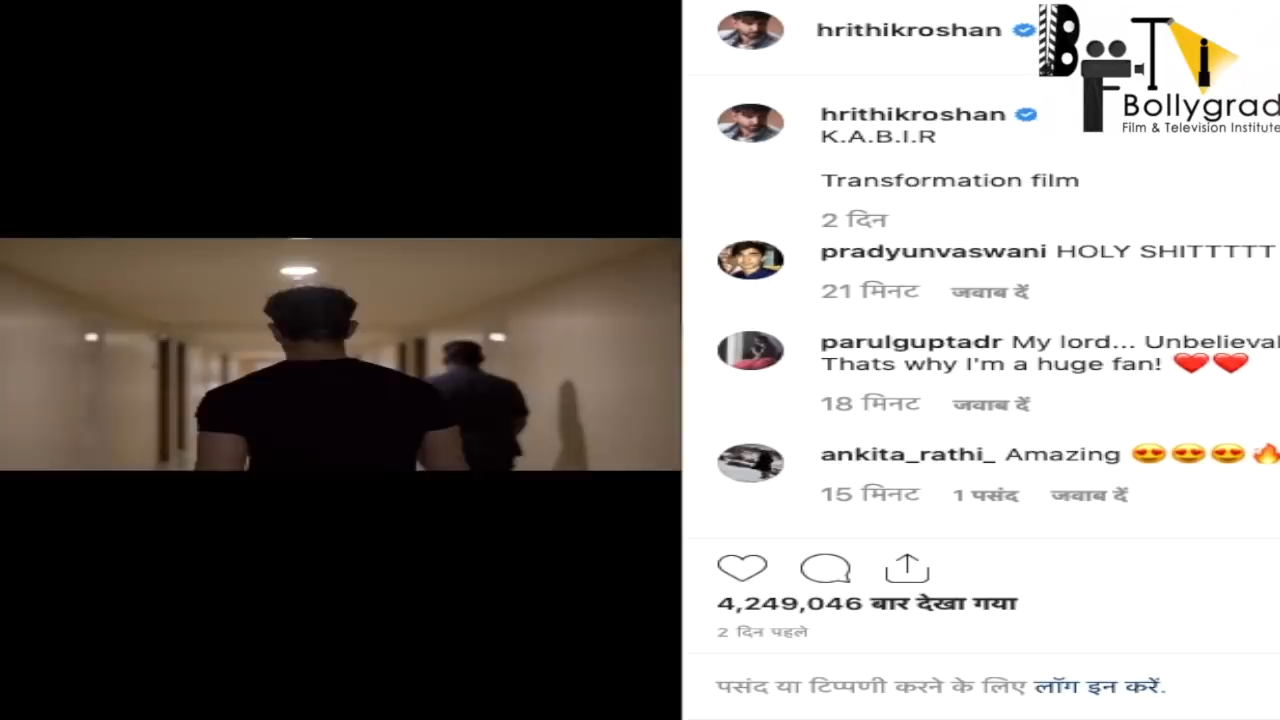 hrithikroshan
BFTI
Bollygrad
Film & Television Institute
hrithikroshan
K.A.B.I.R
Transformation film
2 दिन
pradyunvaswani HOLY SHITTTTT
21 मिनट जवाब दें
parulguptadr My lord... Unbelieval
Thats why I'm a huge fan! ❤️❤️
18 मिनट जवाब दें
ankita_rathi_ Amazing 😍😍😍🔥
15 मिनट 1 पसंद जवाब दें
4,249,046 बार देखा गया
2 दिन पहले
पसंद या टिप्पणी करने के लिए लॉग इन करें.